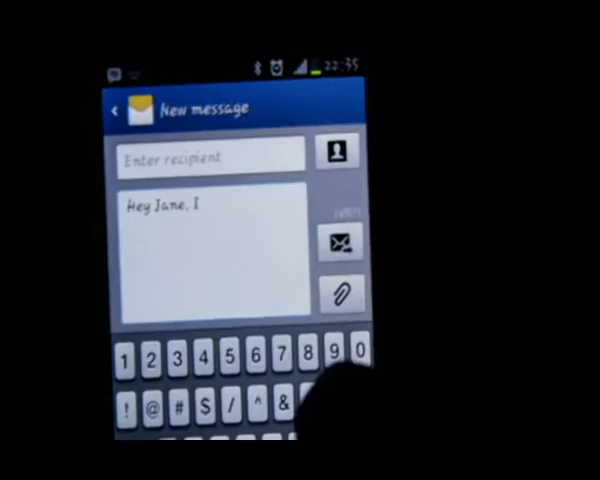 22:35
New message
Enter recipient
Hey Jane, I
1 2 3 4 5 6 7 8 9 0
! @ # $ / ^ &